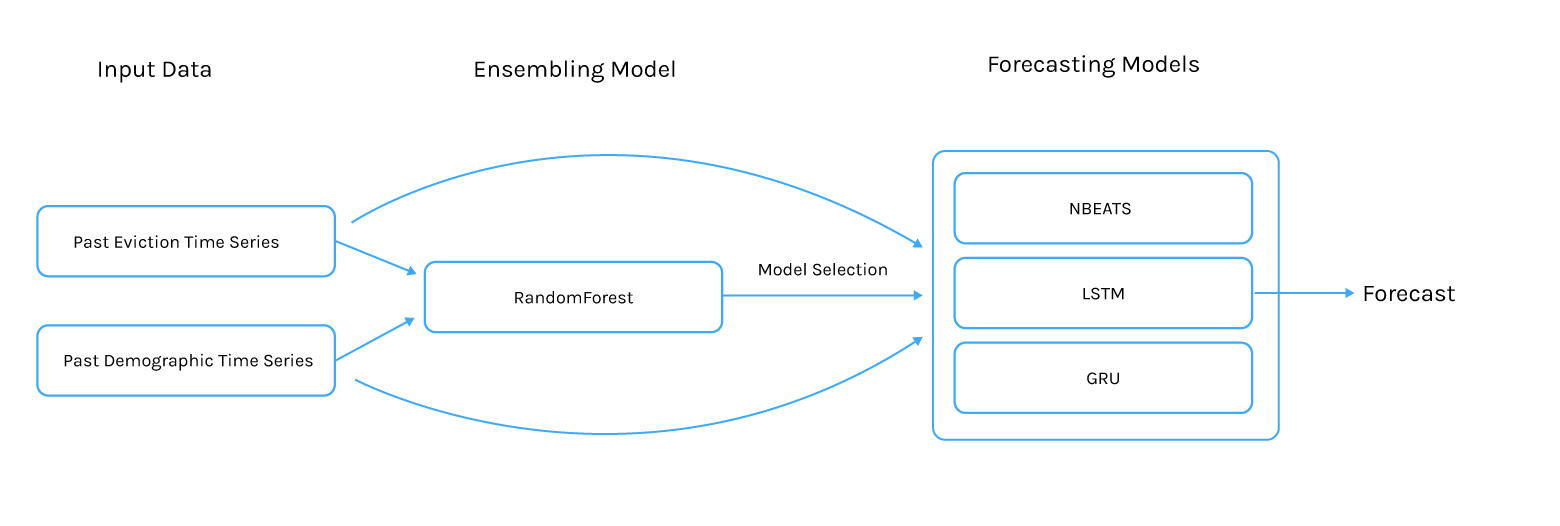 Input Data
Ensembling Model
Forecasting Models
Past Eviction Time Series
Past Demographic Time Series
RandomForest
Model Selection
NBEATS
LSTM
GRU
Forecast